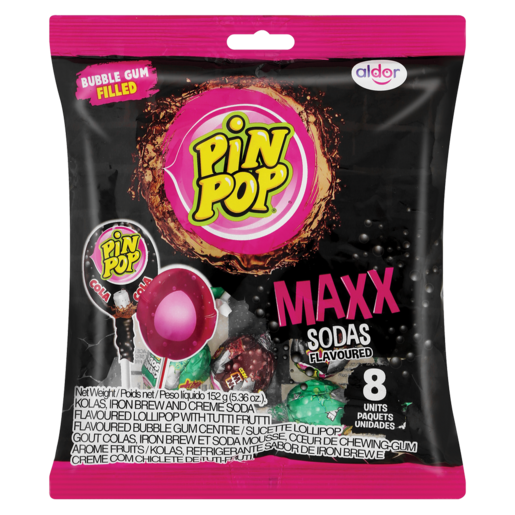 BUBBLE GUM
FILLED
aldor
PiN
POP
PiN
POP
COLA
COLA
MAXX
SODAS
FLAVOURED
8
UNITS
PAQUETS
UNIDADES
Net Weight/Poids net/Peso líquido 152 g (5.36 oz.)
KOLAS, IRON BREW AND CREME SODA
FLAVOURED LOLLIPOP WITH TUTTI FRUTTI
FLAVOURED BUBBLE GUM CENTRE/ SUCETTE LOLLIPOP
GOUT COLAS, IRON BREW ET SODA MOUSSE, CŒUR DE CHEWING-GUM
AROME FRUITS / KOLAS, REFRIGERANTE SABOR DE IRON BREW E
CREME COM CHICLETE DE TUTI-FRUTI